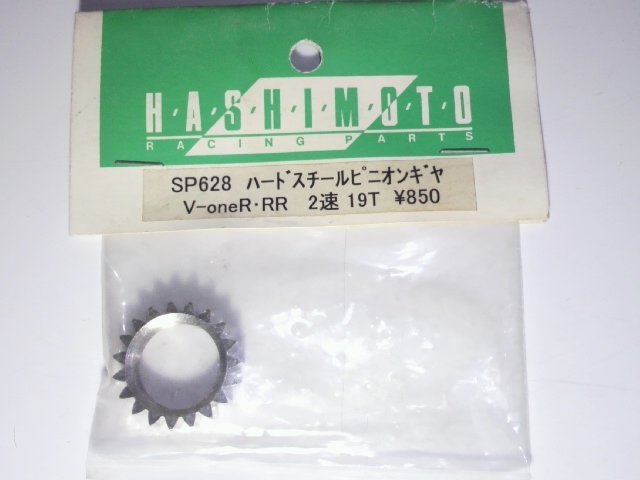 H·A·S·H·I·M·O·T·O
RACING PARTS
SP628 ハードスチールピニオンギヤ
V-oneR·RR 2速 19T ¥850